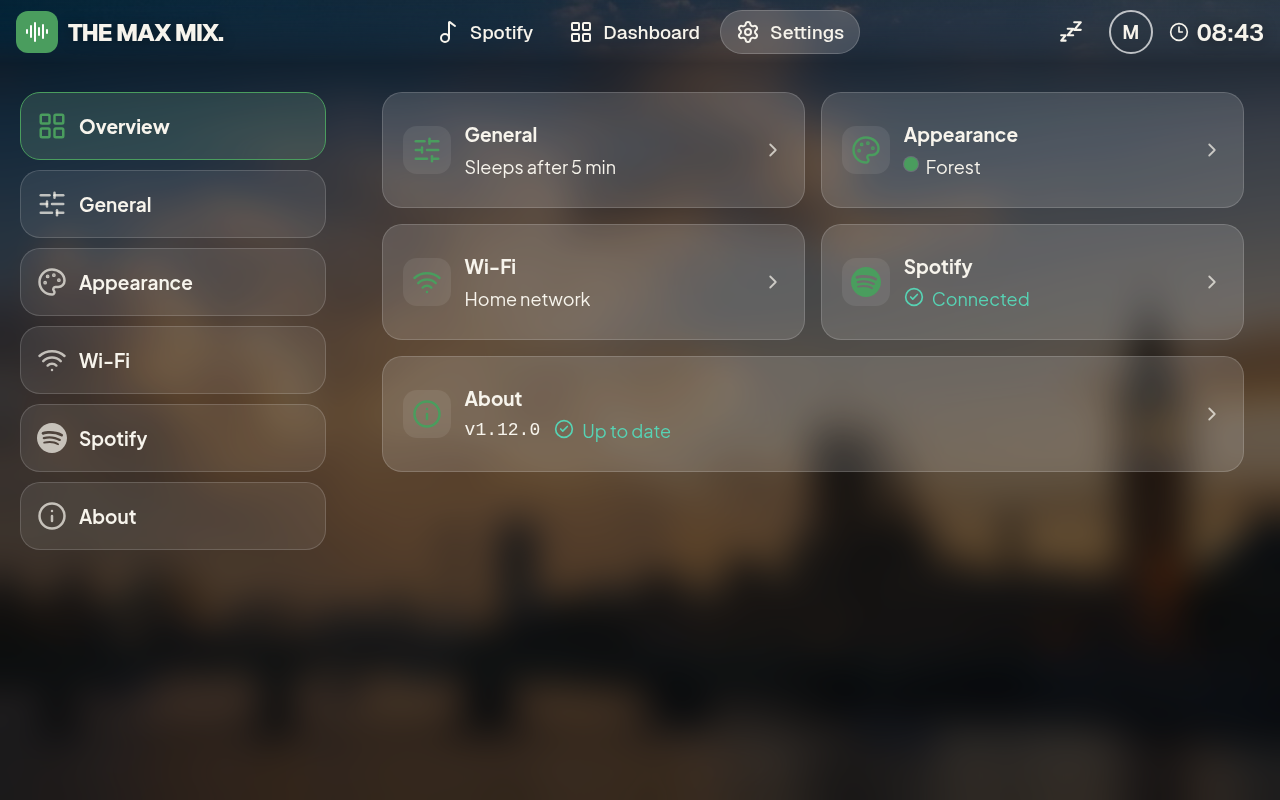 THE MAX MIX.
Spotify
Dashboard
Settings
M
08:43
Overview
General
Appearance
Wi-Fi
Spotify
About
General
Sleeps after 5 min
Appearance
Forest
Wi-Fi
Home network
Spotify
Connected
About
v1.12.0 Up to date